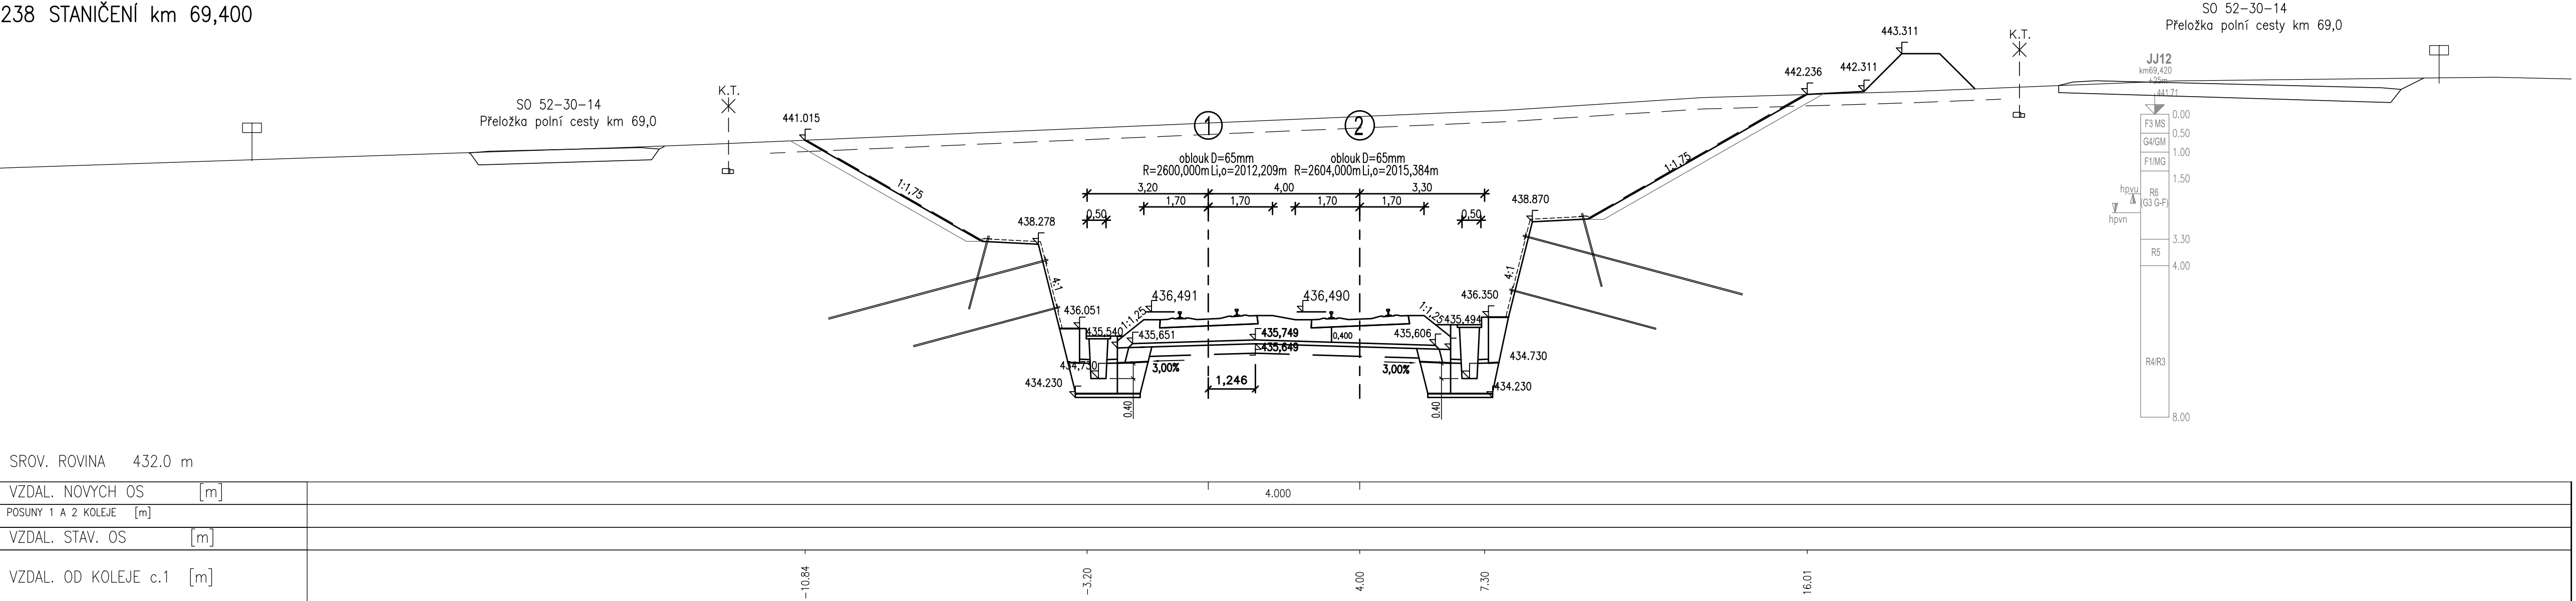 238 STANIČENÍ km 69,400
SO 52-30-14
Přeložka polní cesty km 69,0
443.311
K.T.
JJ12
km69,420
+25m
441.71
442.236
442.311
K.T.
SO 52-30-14
Přeložka polní cesty km 69,0
441.015
1
2
0.00
F3 MS
0.50
G4/GM
1.00
F1/MG
1.50
R6
(G3 G-F)
hpvu
hpvn
3.30
R5
4.00
R4/R3
8.00
oblouk D=65mm
R=2600,000m Li,o=2012,209m
oblouk D=65mm
R=2604,000m Li,o=2015,384m
1:1,75
1:1,75
3,20
4,00
3,30
1,70
1,70
1,70
1,70
0,50
0,50
438.278
438.870
4:1
4:1
436,491
436,490
436.051
436.350
1:1,25
1:1,25
435,540
435,651
435,749
435,649
0,400
435,606
435,494
434,730
434.730
3,00%
3,00%
434.230
1,246
434.230
0.40
0.40
SROV. ROVINA 432.0 m
VZDAL. NOVYCH OS [m]
4.000
POSUNY 1 A 2 KOLEJE [m]
VZDAL. STAV. OS [m]
VZDAL. OD KOLEJE c.1 [m]
-10.84
-3.20
4.00
7.30
16.01